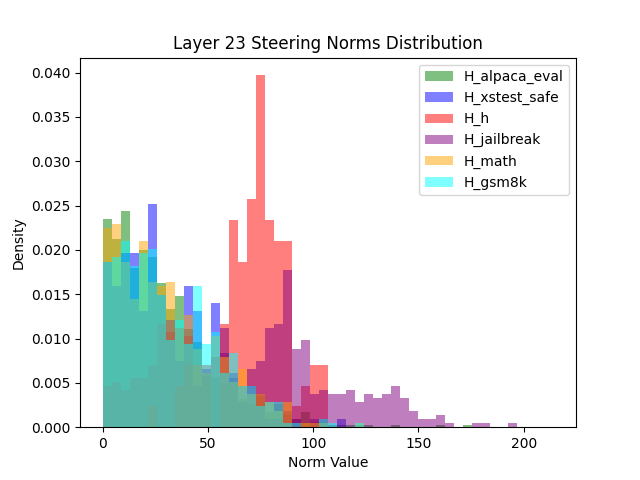 Layer 23 Steering Norms Distribution
H_alpaca_eval
H_xstest_safe
H_h
H_jailbreak
H_math
H_gsm8k
Density
0.040
0.035
0.030
0.025
0.020
0.015
0.010
0.005
0.000
0
50
100
150
200
Norm Value